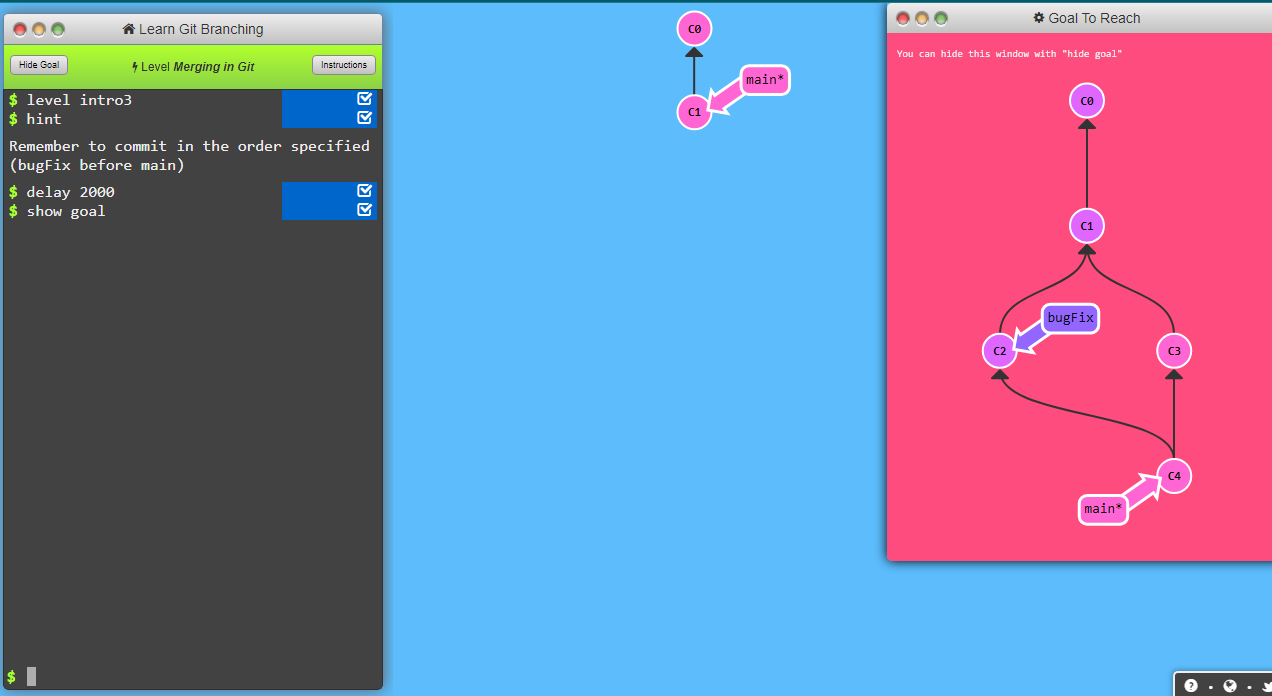 Learn Git Branching
Hide Goal
Level Merging in Git
Instructions
$ level intro3
$ hint
Remember to commit in the order specified
(bugFix before main)
$ delay 2000
$ show goal
$
C0
main*
C1
Goal To Reach
You can hide this window with "hide goal"
C0
C1
bugFix
C2
C3
C4
main*
?